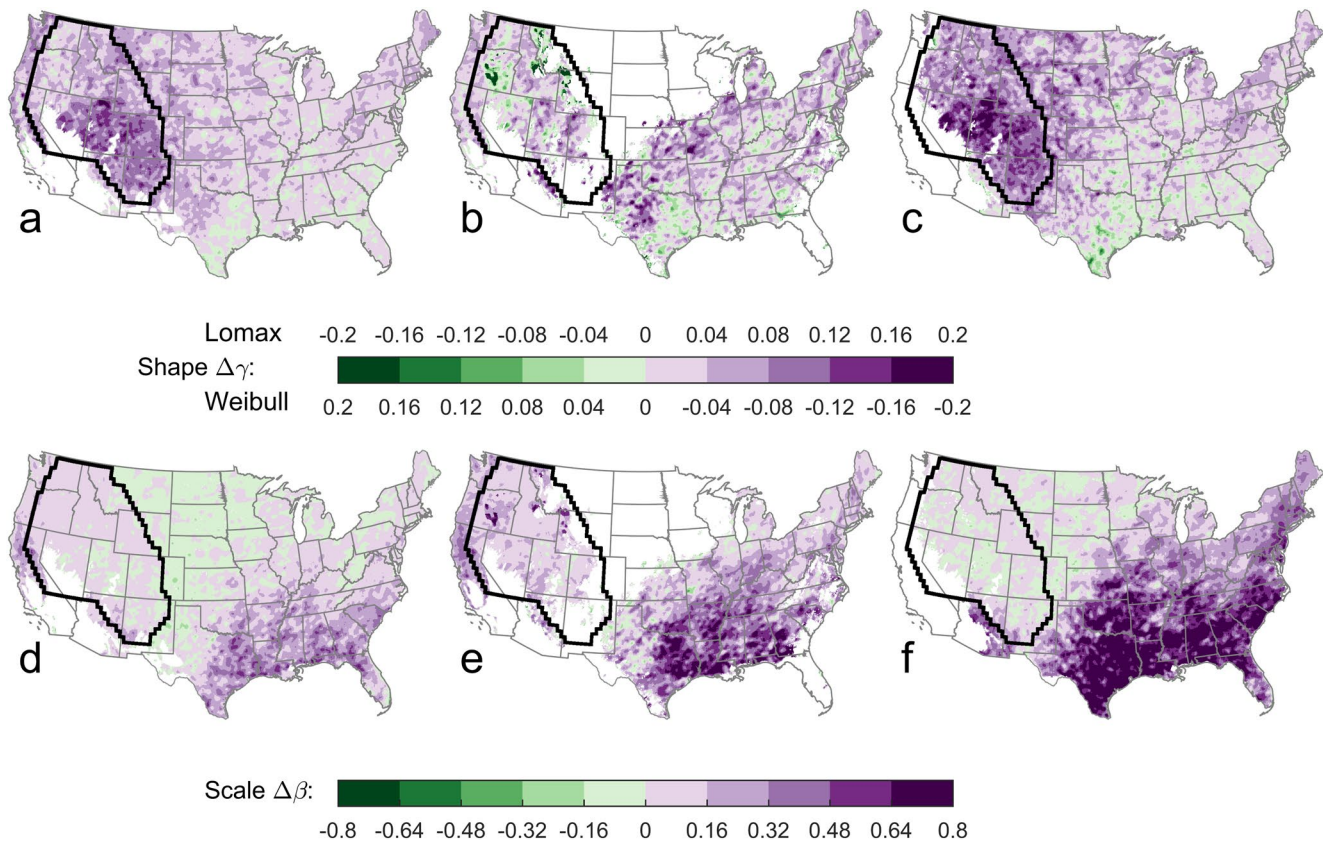 a
b
c
Lomax -0.2 -0.16 -0.12 -0.08 -0.04 0 0.04 0.08 0.12 0.16 0.2
Shape Δγ:
Weibull 0.2 0.16 0.12 0.08 0.04 0 -0.04 -0.08 -0.12 -0.16 -0.2
d
e
f
Scale Δβ:
-0.8 -0.64 -0.48 -0.32 -0.16 0 0.16 0.32 0.48 0.64 0.8